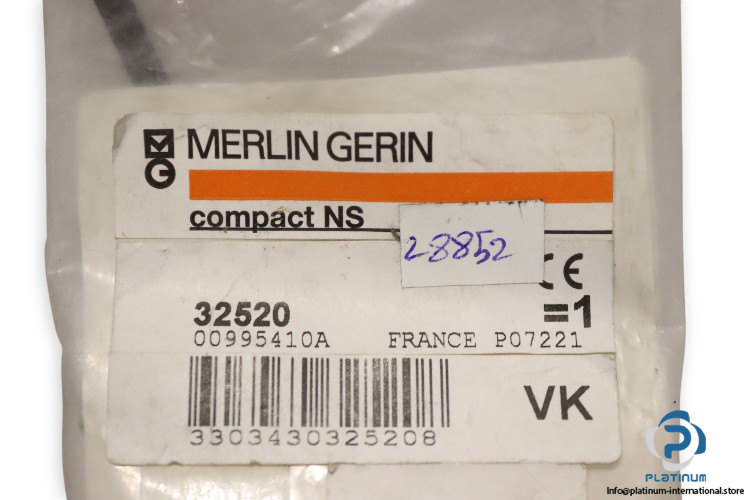 MERLIN GERIN
compact NS
28852
CE
32520
=1
00995410A FRANCE P07221
3303430325208
VK
PLATINUM
Info@platinum-international.store